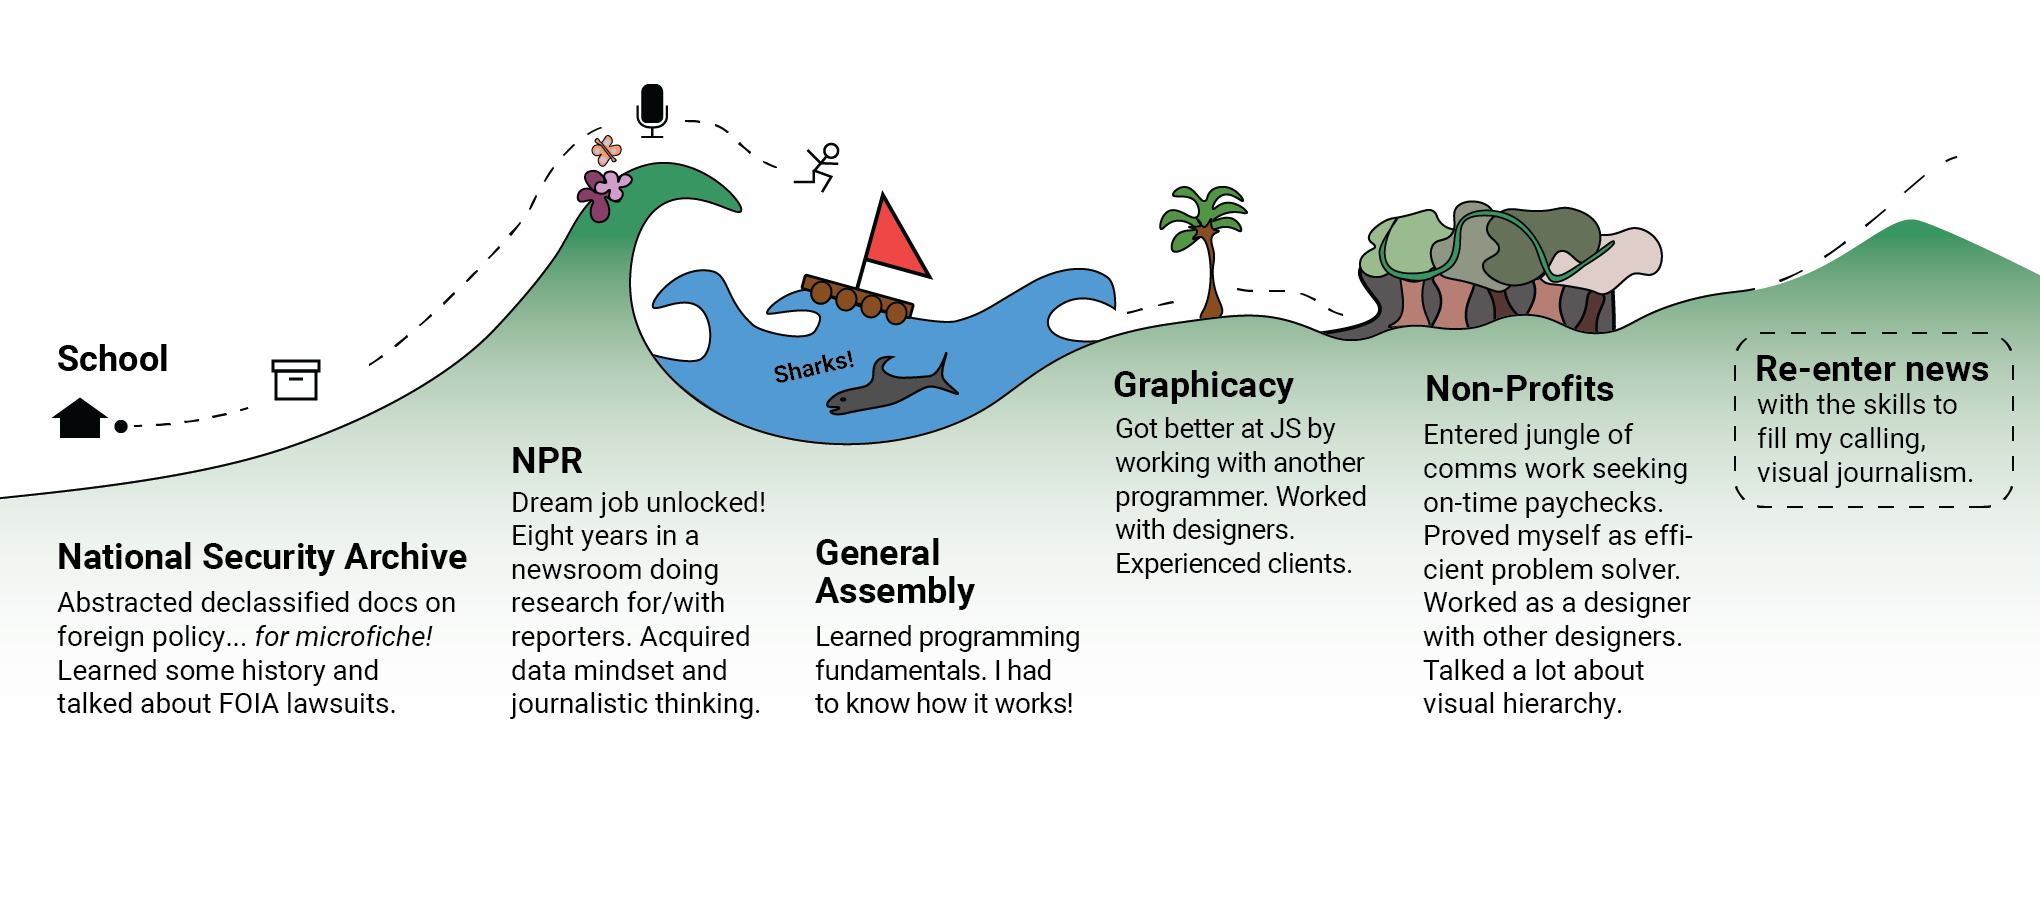 School
National Security Archive
Abstracted declassified docs on
foreign policy... for microfiche!
Learned some history and
talked about FOIA lawsuits.
NPR
Dream job unlocked!
Eight years in a
newsroom doing
research for/with
reporters. Acquired
data mindset and
journalistic thinking.
Sharks!
General
Assembly
Learned programming
fundamentals. I had
to know how it works!
Graphicacy
Got better at JS by
working with another
programmer. Worked
with designers.
Experienced clients.
Non-Profits
Entered jungle of
comms work seeking
on-time paychecks.
Proved myself as effi-
cient problem solver.
Worked as a designer
with other designers.
Talked a lot about
visual hierarchy.
Re-enter news
with the skills to
fill my calling,
visual journalism.